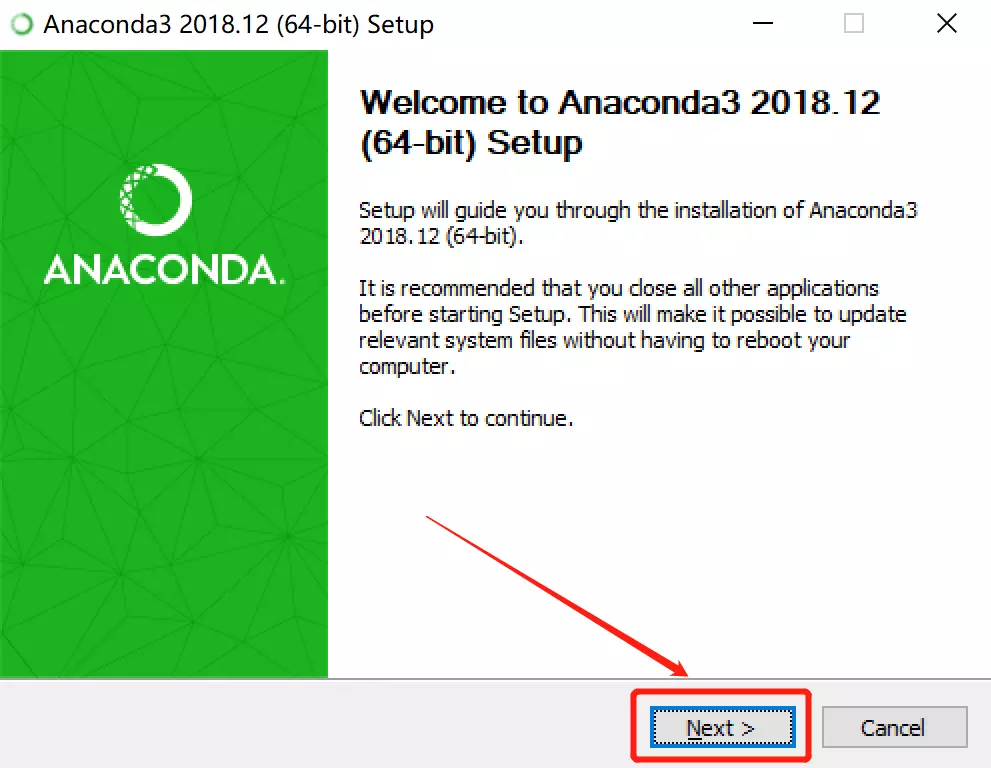 Anaconda3 2018.12 (64-bit) Setup
Welcome to Anaconda3 2018.12
(64-bit) Setup
ANACONDA.
Setup will guide you through the installation of Anaconda3
2018.12 (64-bit).
It is recommended that you close all other applications
before starting Setup. This will make it possible to update
relevant system files without having to reboot your
computer.
Click Next to continue.
Next >
Cancel